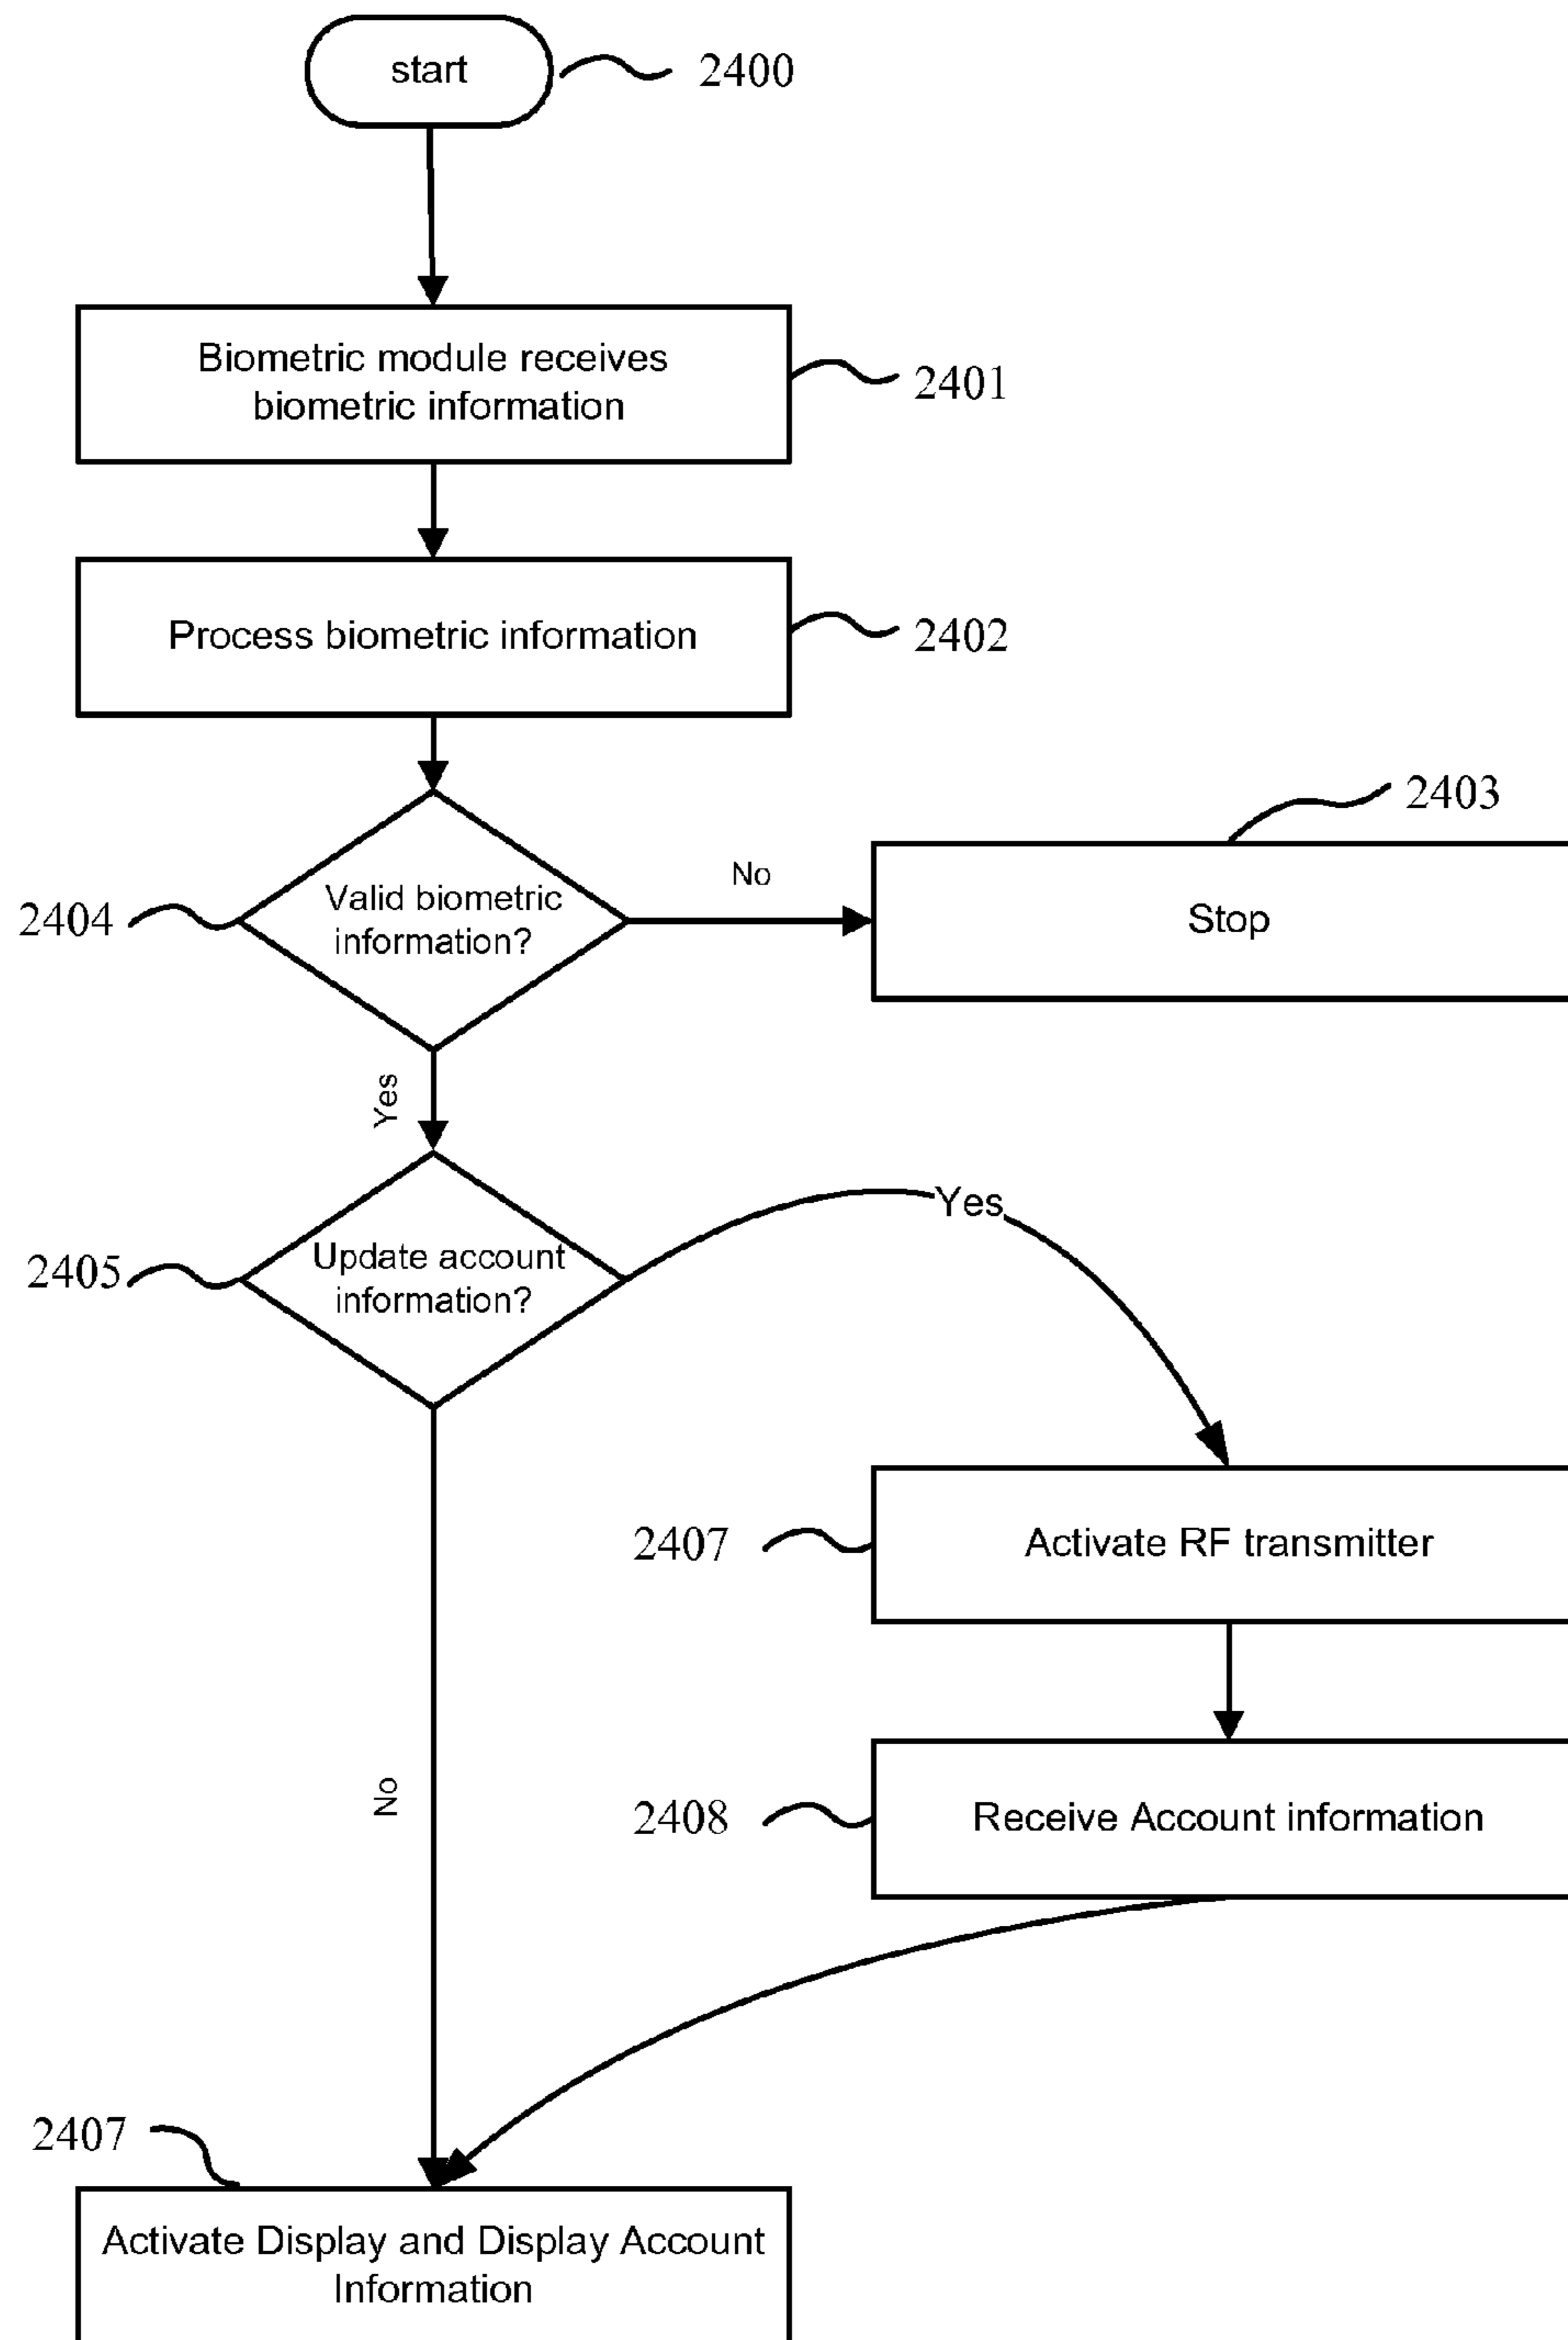 start
2400
Biometric module receives
biometric information
2401
Process biometric information
2402
2403
Valid biometric
information?
2404
No
Stop
Yes
Update account
information?
2405
Yes
Activate RF transmitter
2407
No
Receive Account information
2408
2407
Activate Display and Display Account
Information